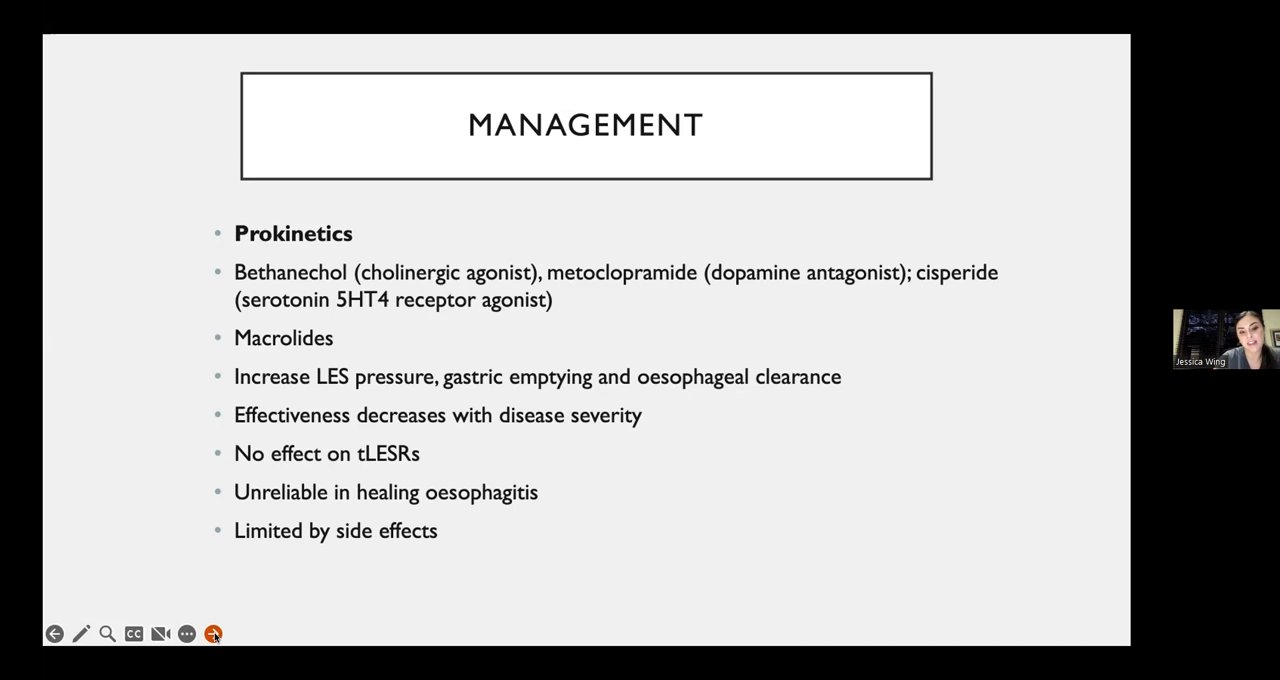 MANAGEMENT
Prokinetics
Bethanechol (cholinergic agonist), metoclopramide (dopamine antagonist); cisperide
(serotonin 5HT4 receptor agonist)
Macrolides
Increase LES pressure, gastric emptying and oesophageal clearance
Effectiveness decreases with disease severity
No effect on tLESRs
Unreliable in healing oesophagitis
Limited by side effects
Jessica Wing
CC